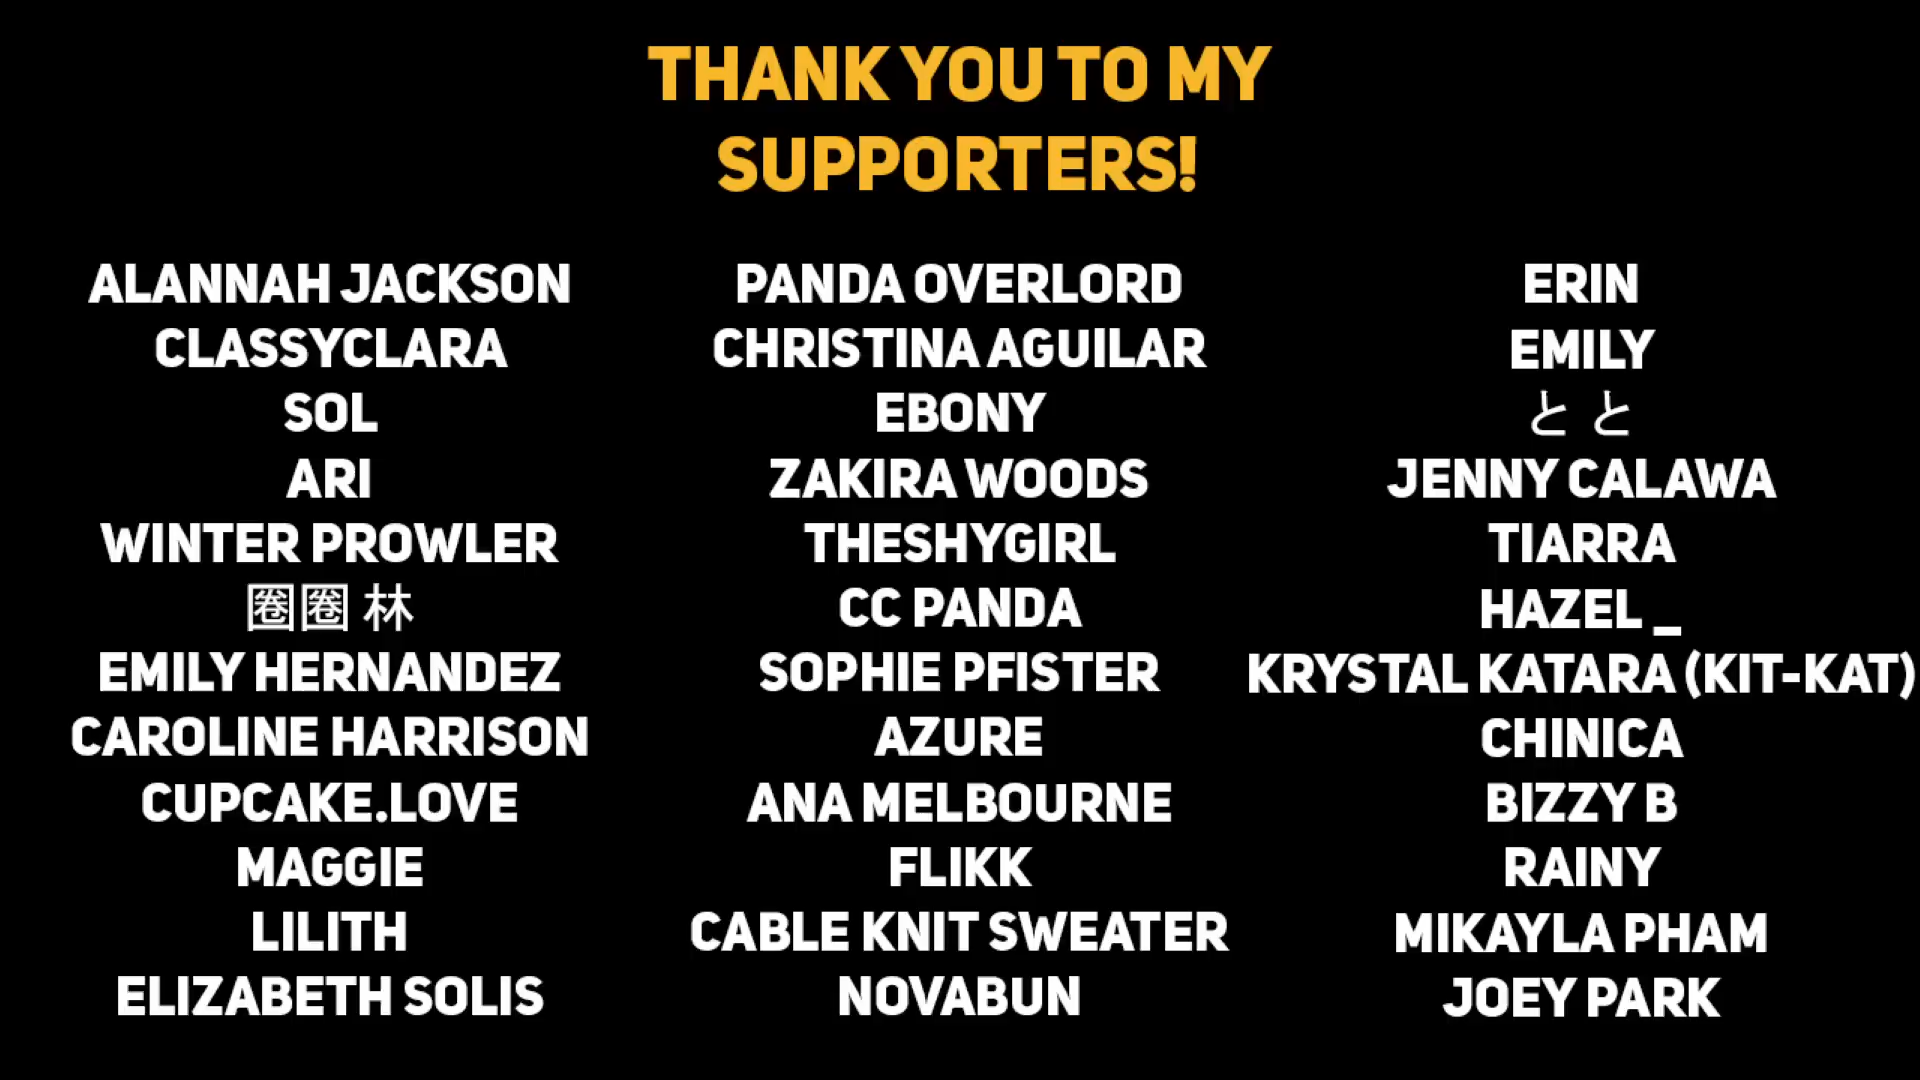 THANK YOU TO MY
SUPPORTERS!
ALANNAH JACKSON
CLASSYCLARA
SOL
ARI
WINTER PROWLER
圈圈 林
EMILY HERNANDEZ
CAROLINE HARRISON
CUPCAKE.LOVE
MAGGIE
LILITH
ELIZABETH SOLIS
PANDA OVERLORD
CHRISTINA AGUILAR
EBONY
ZAKIRA WOODS
THESHYGIRL
CC PANDA
SOPHIE PFISTER
AZURE
ANA MELBOURNE
FLIKK
CABLE KNIT SWEATER
NOVABUN
ERIN
EMILY
と と
JENNY CALAWA
TIARRA
HAZEL _
KRYSTAL KATARA (KIT-KAT)
CHINICA
BIZZY B
RAINY
MIKAYLA PHAM
JOEY PARK